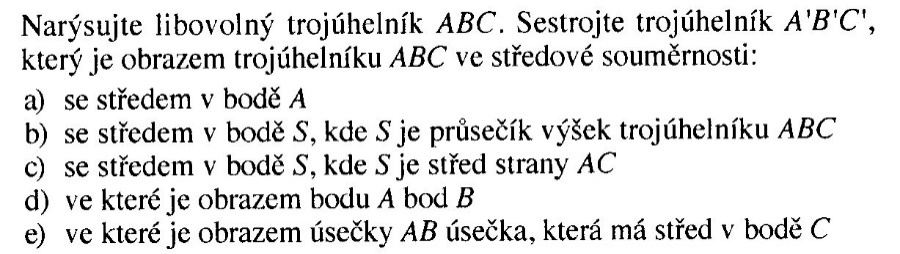 Narýsujte libovolný trojúhelník ABC. Sestrojte trojúhelník A'B'C',
který je obrazem trojúhelníku ABC ve středové souměrnosti:
a) se středem v bodě A
b) se středem v bodě S, kde S je průsečík výšek trojúhelníku ABC
c) se středem v bodě S, kde S je střed strany AC
d) ve které je obrazem bodu A bod B
e) ve které je obrazem úsečky AB úsečka, která má střed v bodě C